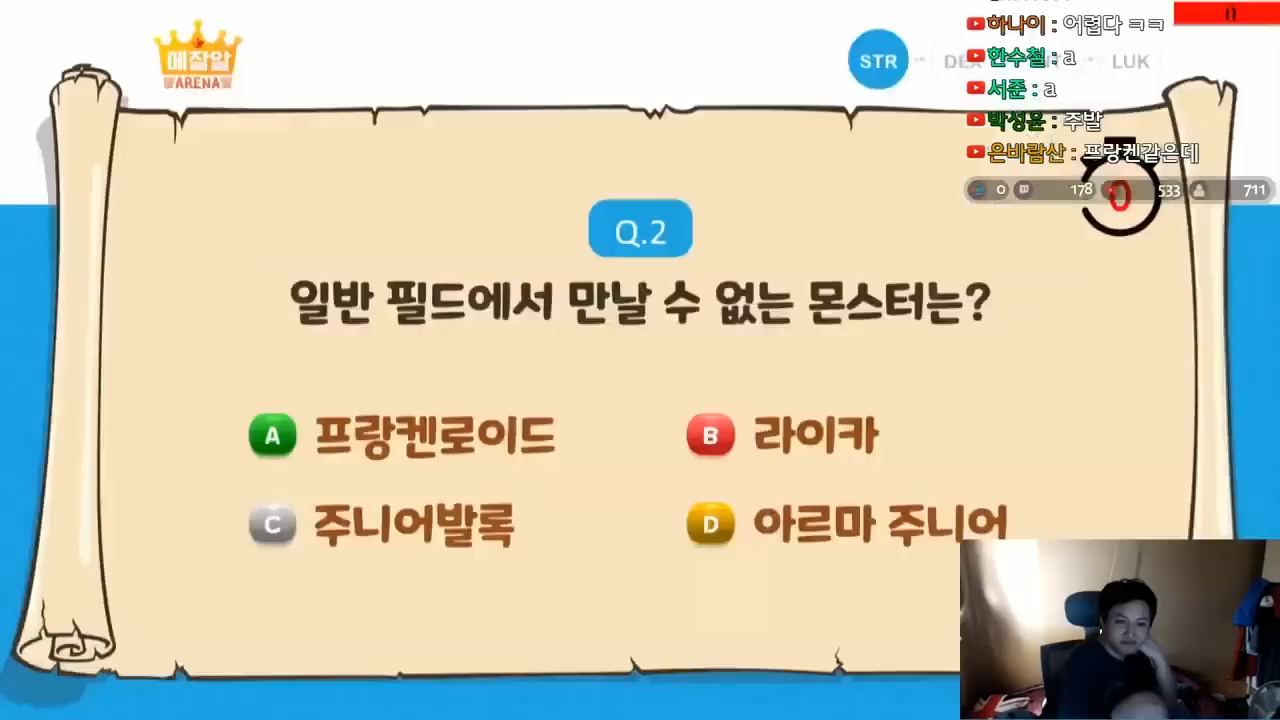 메잘알
ARENA
STR
LUK
하나이 : 어렵다 ㅋㅋ
한수철 : a
서준 : a
박성윤 : 주발
은바람산 : 프랑켄같은데
0 178 533 711
0
Q.2
일반 필드에서 만날 수 없는 몬스터는?
A 프랑켄로이드
B 라이카
C 주니어발록
D 아르마 주니어